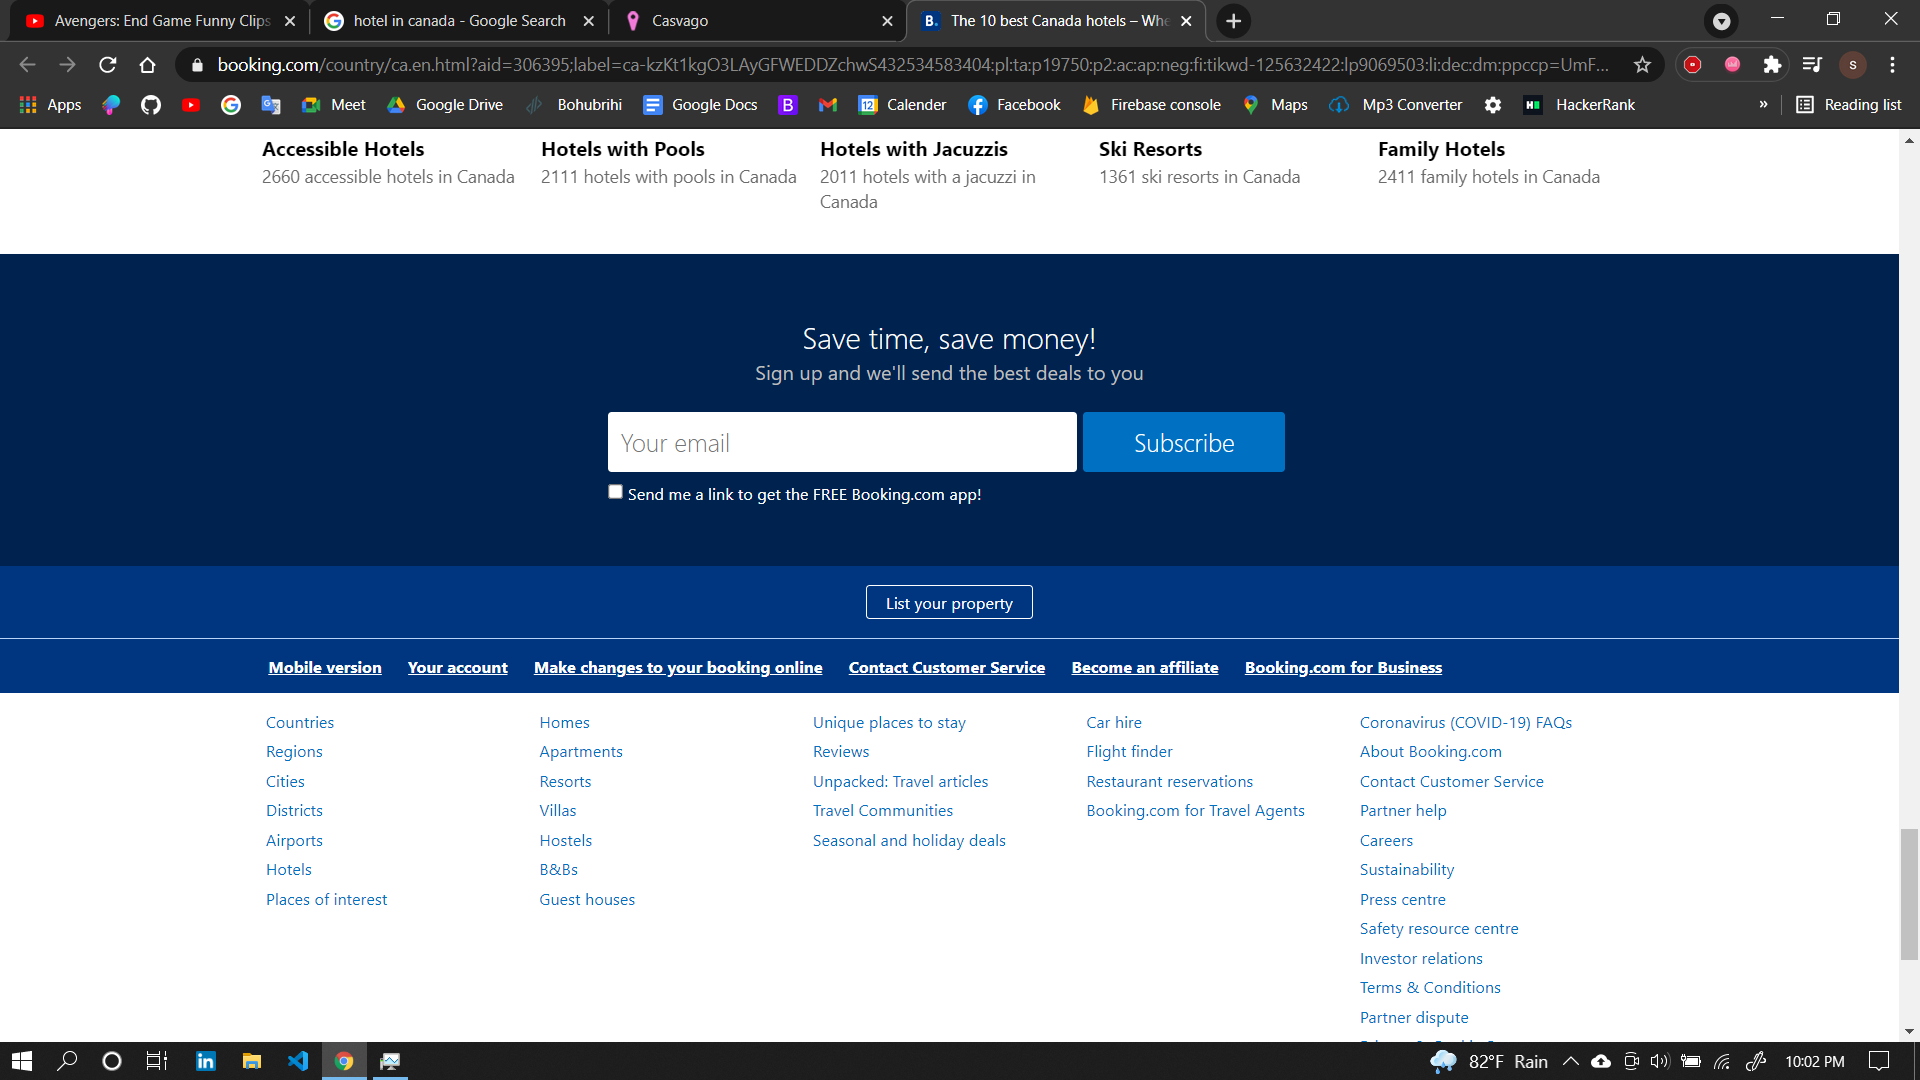 Avengers: End Game Funny Clips
hotel in canada - Google Search
Casvago
B.
The 10 best Canada hotels – Whe
booking.com/country/ca.en.html?aid=306395;label=ca-kzKt1kgO3LAyGFWEDDZchwS432534583404:pl:ta:p19750:p2:ac:ap:neg:fi:tikwd-125632422:lp9069503:li:dec:dm:ppccp=UmF...
S
Apps
Meet
Google Drive
Bohubrihi
Google Docs
B
12
Calender
Facebook
Firebase console
Maps
Mp3 Converter
HackerRank
»
Reading list
Accessible Hotels
2660 accessible hotels in Canada
Hotels with Pools
2111 hotels with pools in Canada
Hotels with Jacuzzis
2011 hotels with a jacuzzi in
Canada
Ski Resorts
1361 ski resorts in Canada
Family Hotels
2411 family hotels in Canada
Save time, save money!
Sign up and we'll send the best deals to you
Your email
Subscribe
Send me a link to get the FREE Booking.com app!
List your property
Mobile version
Your account
Make changes to your booking online
Contact Customer Service
Become an affiliate
Booking.com for Business
Countries
Regions
Cities
Districts
Airports
Hotels
Places of interest
Homes
Apartments
Resorts
Villas
Hostels
B&Bs
Guest houses
Unique places to stay
Reviews
Unpacked: Travel articles
Travel Communities
Seasonal and holiday deals
Car hire
Flight finder
Restaurant reservations
Booking.com for Travel Agents
Coronavirus (COVID-19) FAQs
About Booking.com
Contact Customer Service
Partner help
Careers
Sustainability
Press centre
Safety resource centre
Investor relations
Terms & Conditions
Partner dispute
in
82°F Rain
10:02 PM